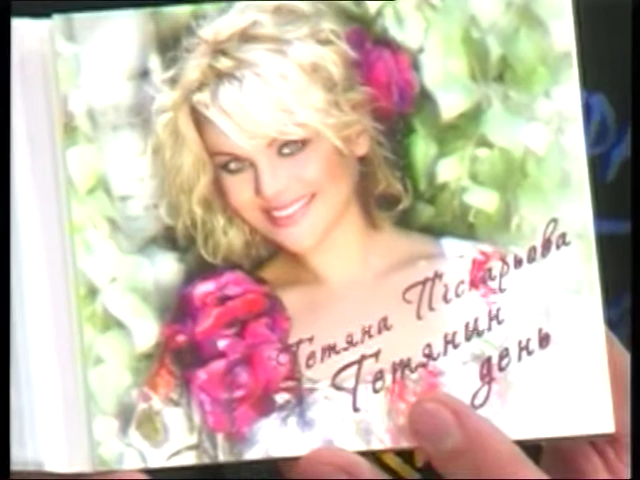 Тетяна Піскарьова
Тетянин
день